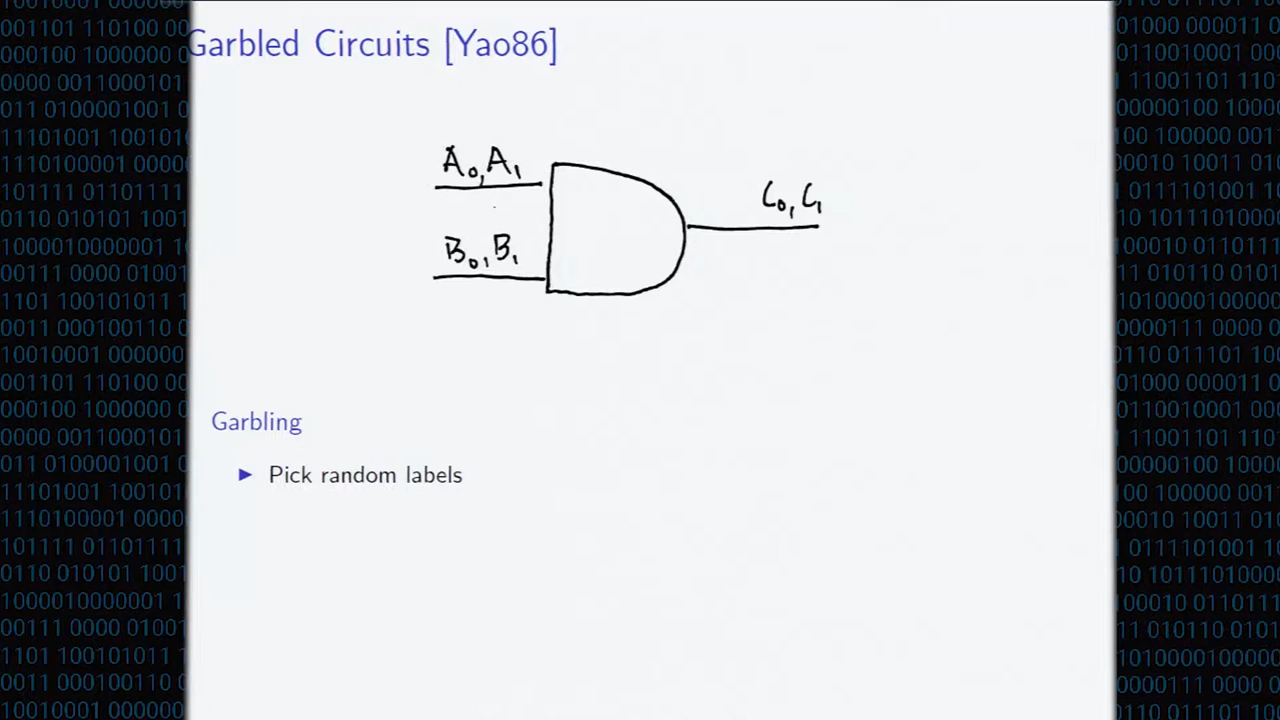 Garbled Circuits [Yao86]
A₀, A₁
C₀, C₁
B₀, B₁
Garbling
▶ Pick random labels